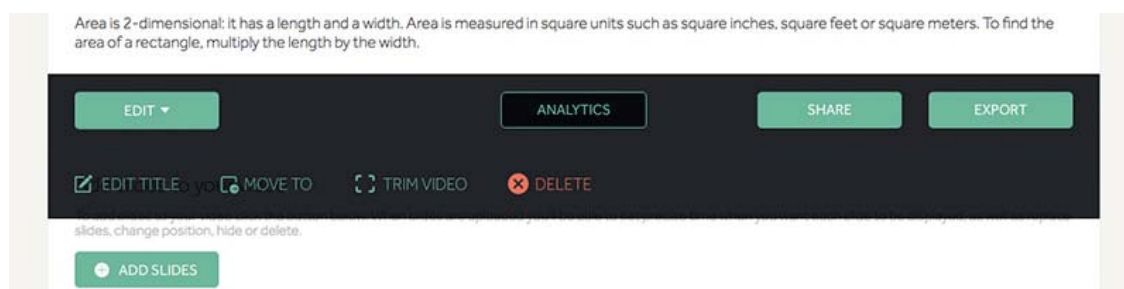 Area is 2-dimensional: it has a length and a width. Area is measured in square units such as square inches, square feet or square meters. To find the
area of a rectangle, multiply the length by the width.
EDIT
ANALYTICS
SHARE
EXPORT
EDIT TITLE
MOVE TO
TRIM VIDEO
DELETE
slides, change position, hide or delete.
ADD SLIDES